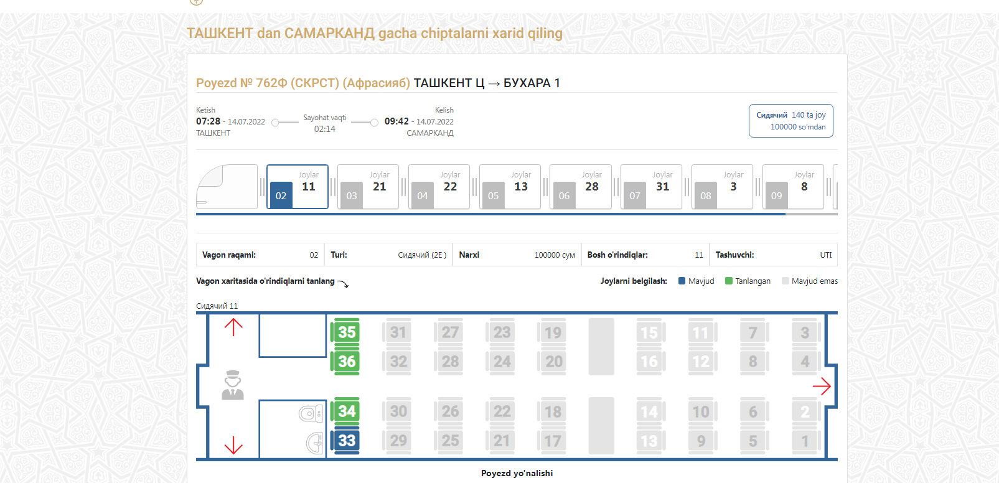 ТАШКЕНТ dan САМАРКАНД gacha chiptalarni xarid qiling
Poyezd № 762Ф (СКРСТ) (Афрасияб) ТАШКЕНТ Ц → БУХАРА 1
Ketish
07:28 - 14.07.2022
ТАШКЕНТ
Sayohat vaqti
02:14
Kelish
09:42 - 14.07.2022
САМАРКАНД
Сидячий 140 ta joy
100000 so‘mdan
Joylar Joylar Joylar Joylar Joylar Joylar Joylar Joylar
11 21 22 13 28 31 3 8
02 03 04 05 06 07 08 09
Vagon raqami: 02 Turi: Сидячий (2Е ) Narxi 100000 сум Bosh o'rindiqlar: 11 Tashuvchi: UTI
Vagon xaritasida o'rindiqlarni tanlang
Joylarni belgilash: Mavjud Tanlangan Mavjud emas
Сидячий 11
35 31 27 23 19 15 11 7 3
36 32 28 24 20 16 12 8 4
34 30 26 22 18 14 10 6 2
33 29 25 21 17 13 9 5 1
Poyezd yo'nalishi